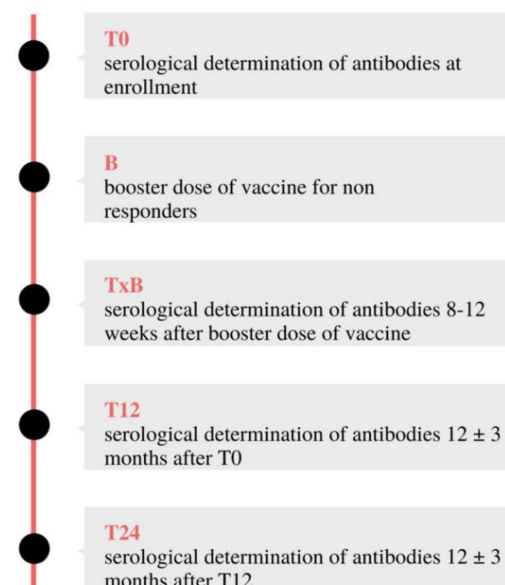 T0
serological determination of antibodies at
enrollment
B
booster dose of vaccine for non
responders
TxB
serological determination of antibodies 8-12
weeks after booster dose of vaccine
T12
serological determination of antibodies 12 ± 3
months after T0
T24
serological determination of antibodies 12 ± 3
months after T12